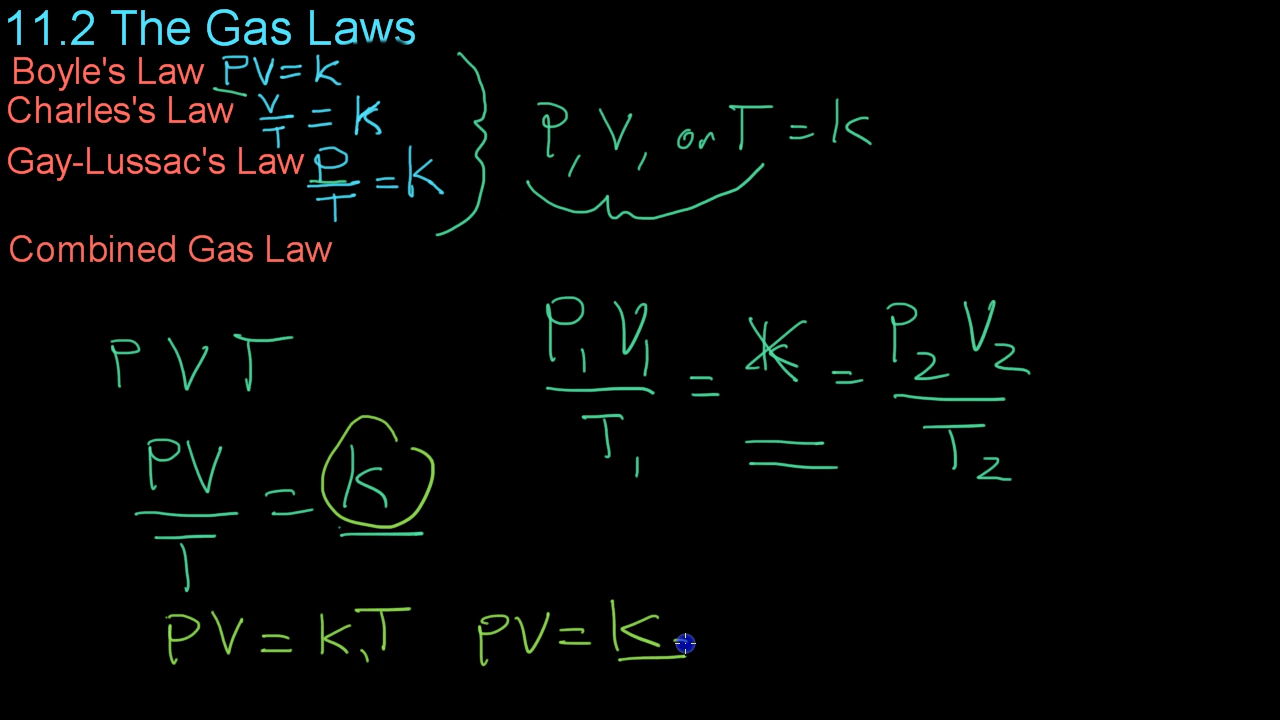 11.2 The Gas Laws
Boyle's Law PV = K
Charles's Law V/T = K
Gay-Lussac's Law P/T = K
P, V, or T = k
Combined Gas Law
P V T
PV/T = k
P₁V₁/T₁ = k = P₂V₂/T₂
=
PV = K, T
PV = K